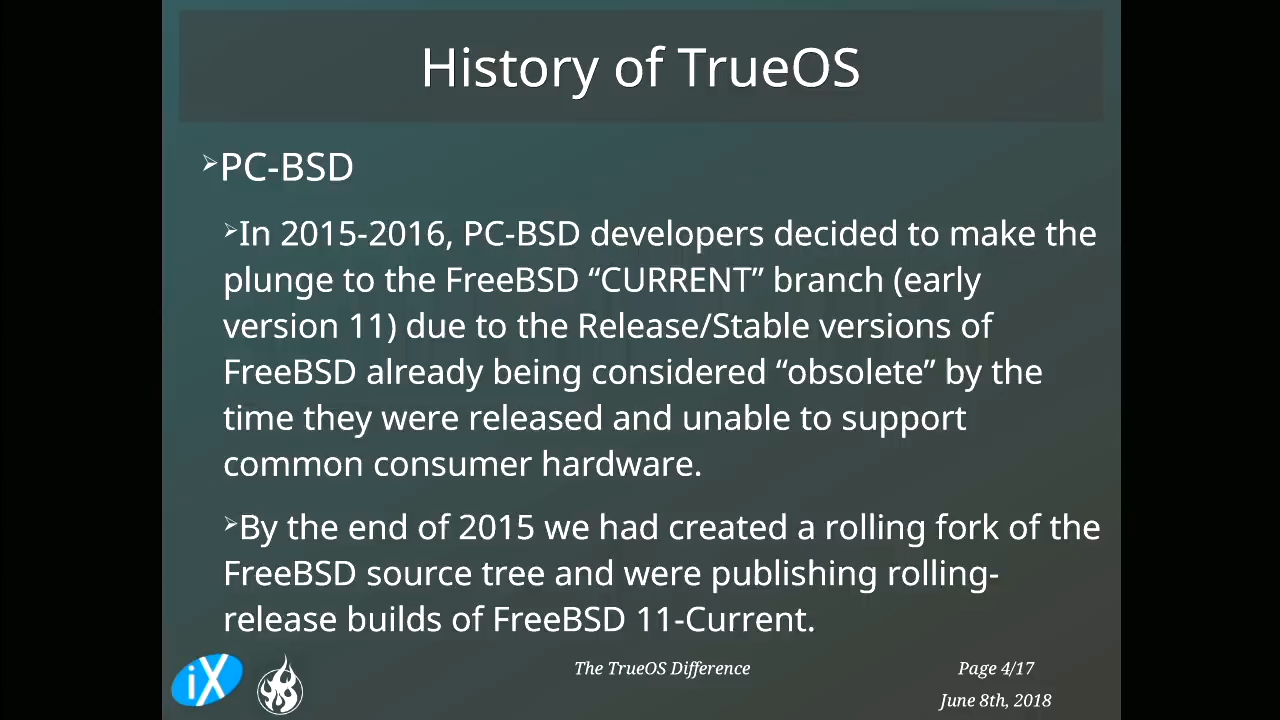 History of TrueOS
➢PC-BSD
➢In 2015-2016, PC-BSD developers decided to make the
plunge to the FreeBSD “CURRENT” branch (early
version 11) due to the Release/Stable versions of
FreeBSD already being considered “obsolete” by the
time they were released and unable to support
common consumer hardware.
➢By the end of 2015 we had created a rolling fork of the
FreeBSD source tree and were publishing rolling-
release builds of FreeBSD 11-Current.
iX
The TrueOS Difference
Page 4/17
June 8th, 2018